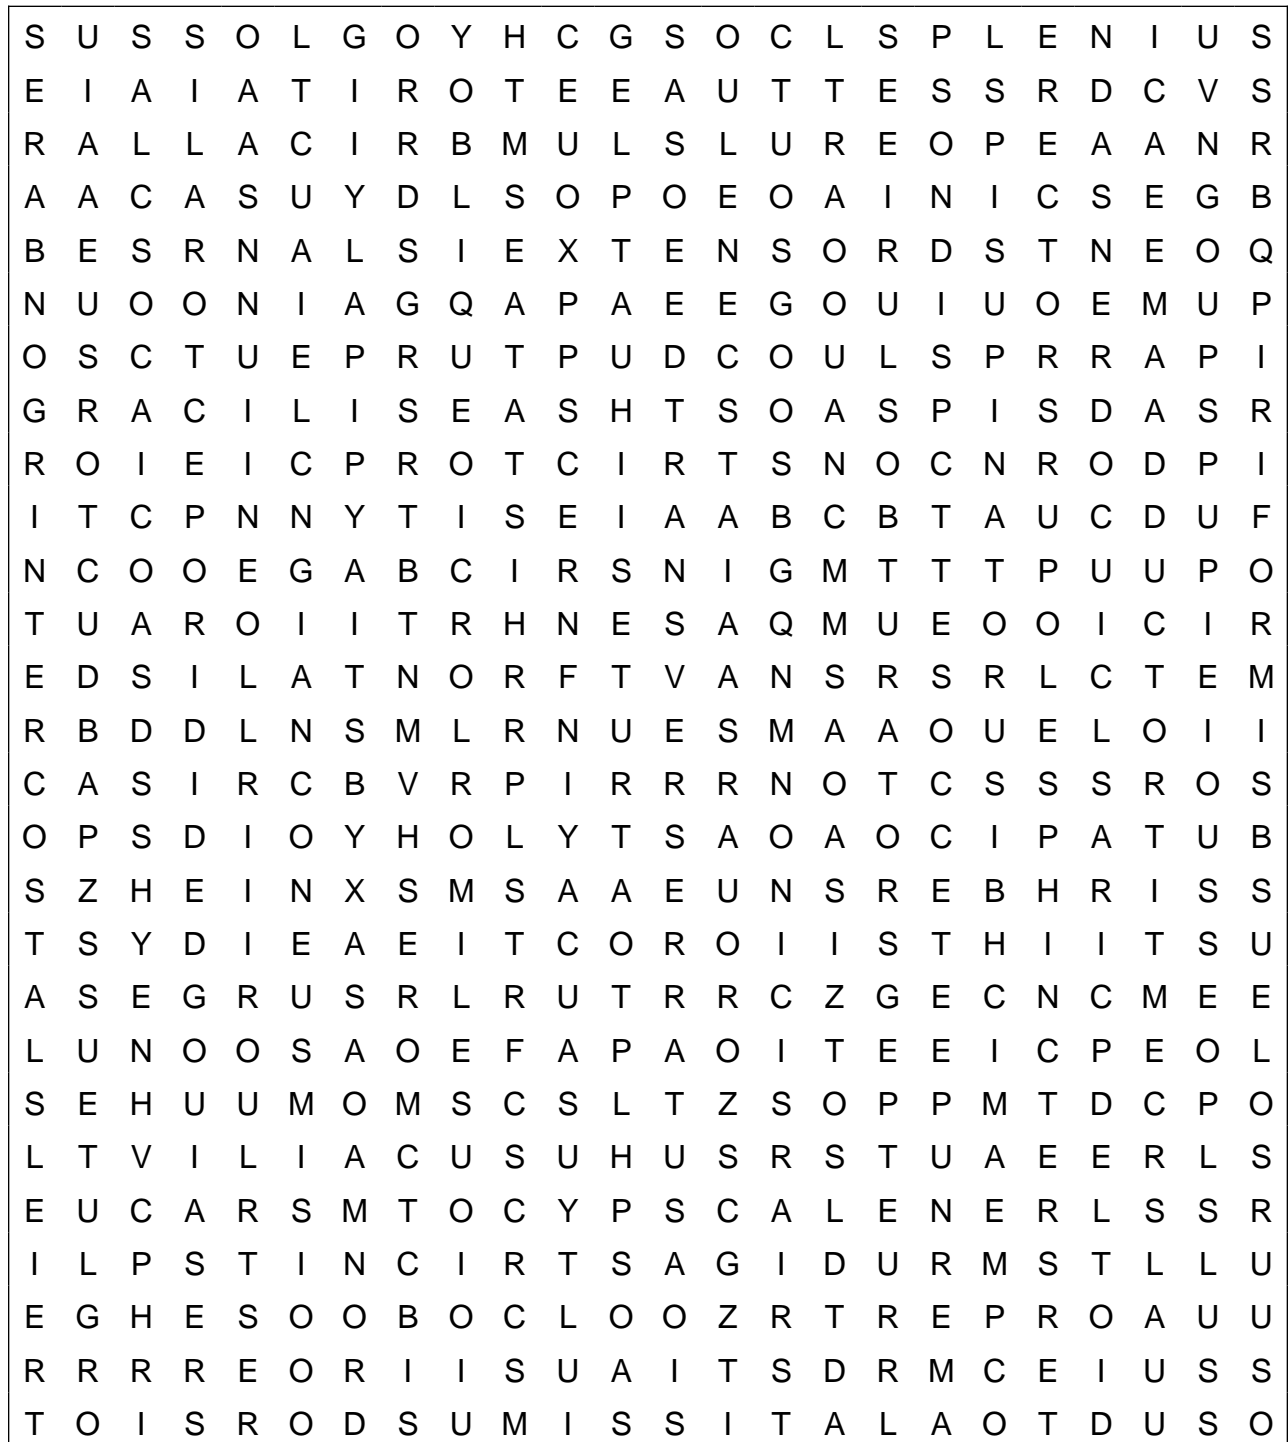 S U S S O L G O Y H C G S O C L S P L E N I U S
E I A I A T I R O T E E A U T T E S S R D C V S
R A L L A C I R B M U L S L U R E O P E A A N R
A A C A S U Y D L S O P O E O A I N I C S E G B
B E S R N A L S I E X T E N S O R D S T N E O Q
N U O O N I A G Q A P A E E G O U I U O E M U P
O S C T U E P R U T P U D C O U L S P R R A P I
G R A C I L I S E A S H T S O A S P I S D A S R
R O I E I C P R O T C I R T S N O C N R O D P I
I T C P N N Y T I S E I A A B C B T A U C D U F
N C O O E G A B C I R S N I G M T T T P U U P O
T U A R O I I T R H N E S A Q M U E O O I C I R
E D S I L A T N O R F T V A N S R S R L C T E M
R B D D L N S M L R N U E S M A A O U E L O I I
C A S I R C B V R P I R R R N O T C S S S R O S
O P S D I O Y H O L Y T S A O A O C I P A T U B
S Z H E I N X S M S A A E U N S R E B H R I S S
T S Y D I E A E I T C O R O I I S T H I I T S U
A S E G R U S R L R U T R R C Z G E C N C M E E
L U N O O S A O E F A P A O I T E E I C P E O L
S E H U U M O M S C S L T Z S O P P M T D C P O
L T V I L I A C U S U H U S R S T U A E E R L S
E U C A R S M T O C Y P S C A L E N E R L S S R
I L P S T I N C I R T S A G I D U R M S T L L U
E G H E S O O B O C L O O Z R T R E P R O A U U
R R R R E O R I I S U A I T S D R M C E I U S S
T O I S R O D S U M I S S I T A L A O T D U S O